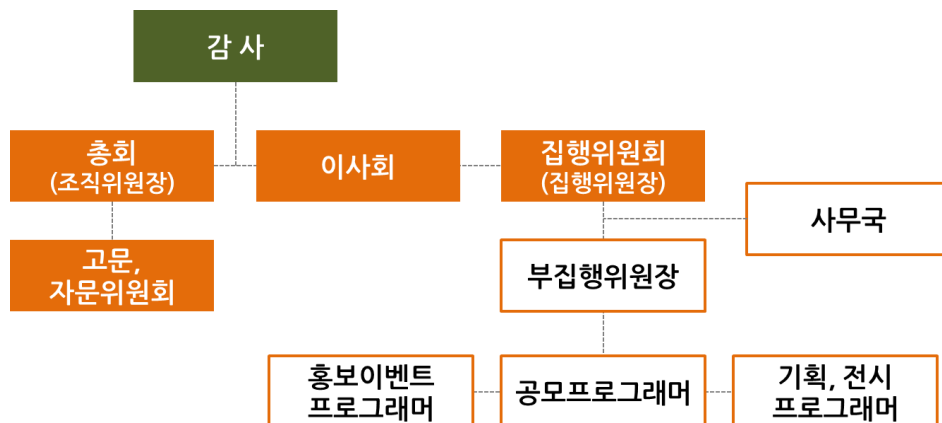 감 사
총회
(조직위원장)
이사회
집행위원회
(집행위원장)
사무국
고문,
자문위원회
부집행위원장
홍보이벤트
프로그래머
공모프로그래머
기획, 전시
프로그래머